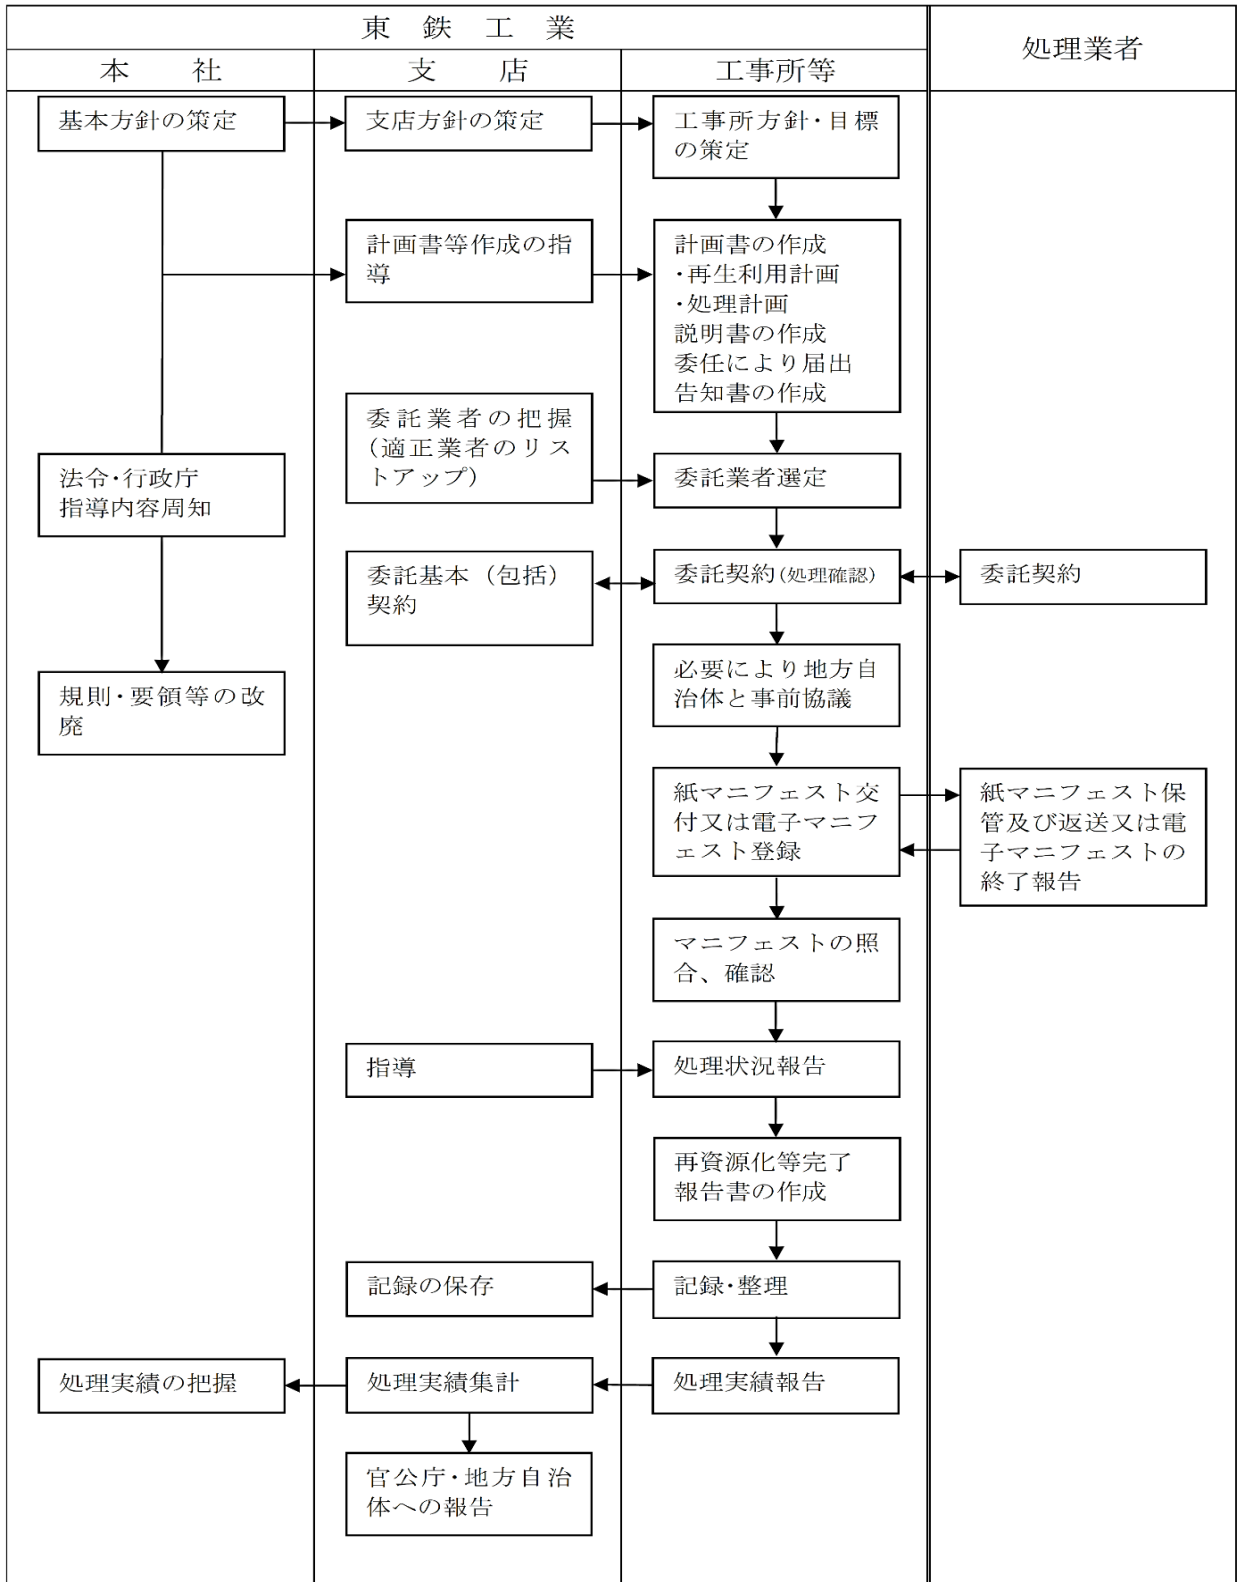 東鉄工業
処理業者
本社
支店
工事所等
基本方針の策定
支店方針の策定
工事所方針・目標
の策定
計画書等作成の指
導
計画書の作成
・再生利用計画
・処理計画
説明書の作成
委任により届出
告知書の作成
委託業者の把握
(適正業者のリス
トアップ)
法令・行政庁
指導内容周知
委託業者選定
委託基本(包括)
契約
委託契約(処理確認)
委託契約
必要により地方自
治体と事前協議
規則・要領等の改
廃
紙マニフェスト交
付又は電子マニフ
ェスト登録
紙マニフェスト保
管及び返送又は電
子マニフェストの
終了報告
マニフェストの照
合、確認
指導
処理状況報告
再資源化等完了
報告書の作成
記録の保存
記録・整理
処理実績の把握
処理実績集計
処理実績報告
官公庁・地方自治
体への報告